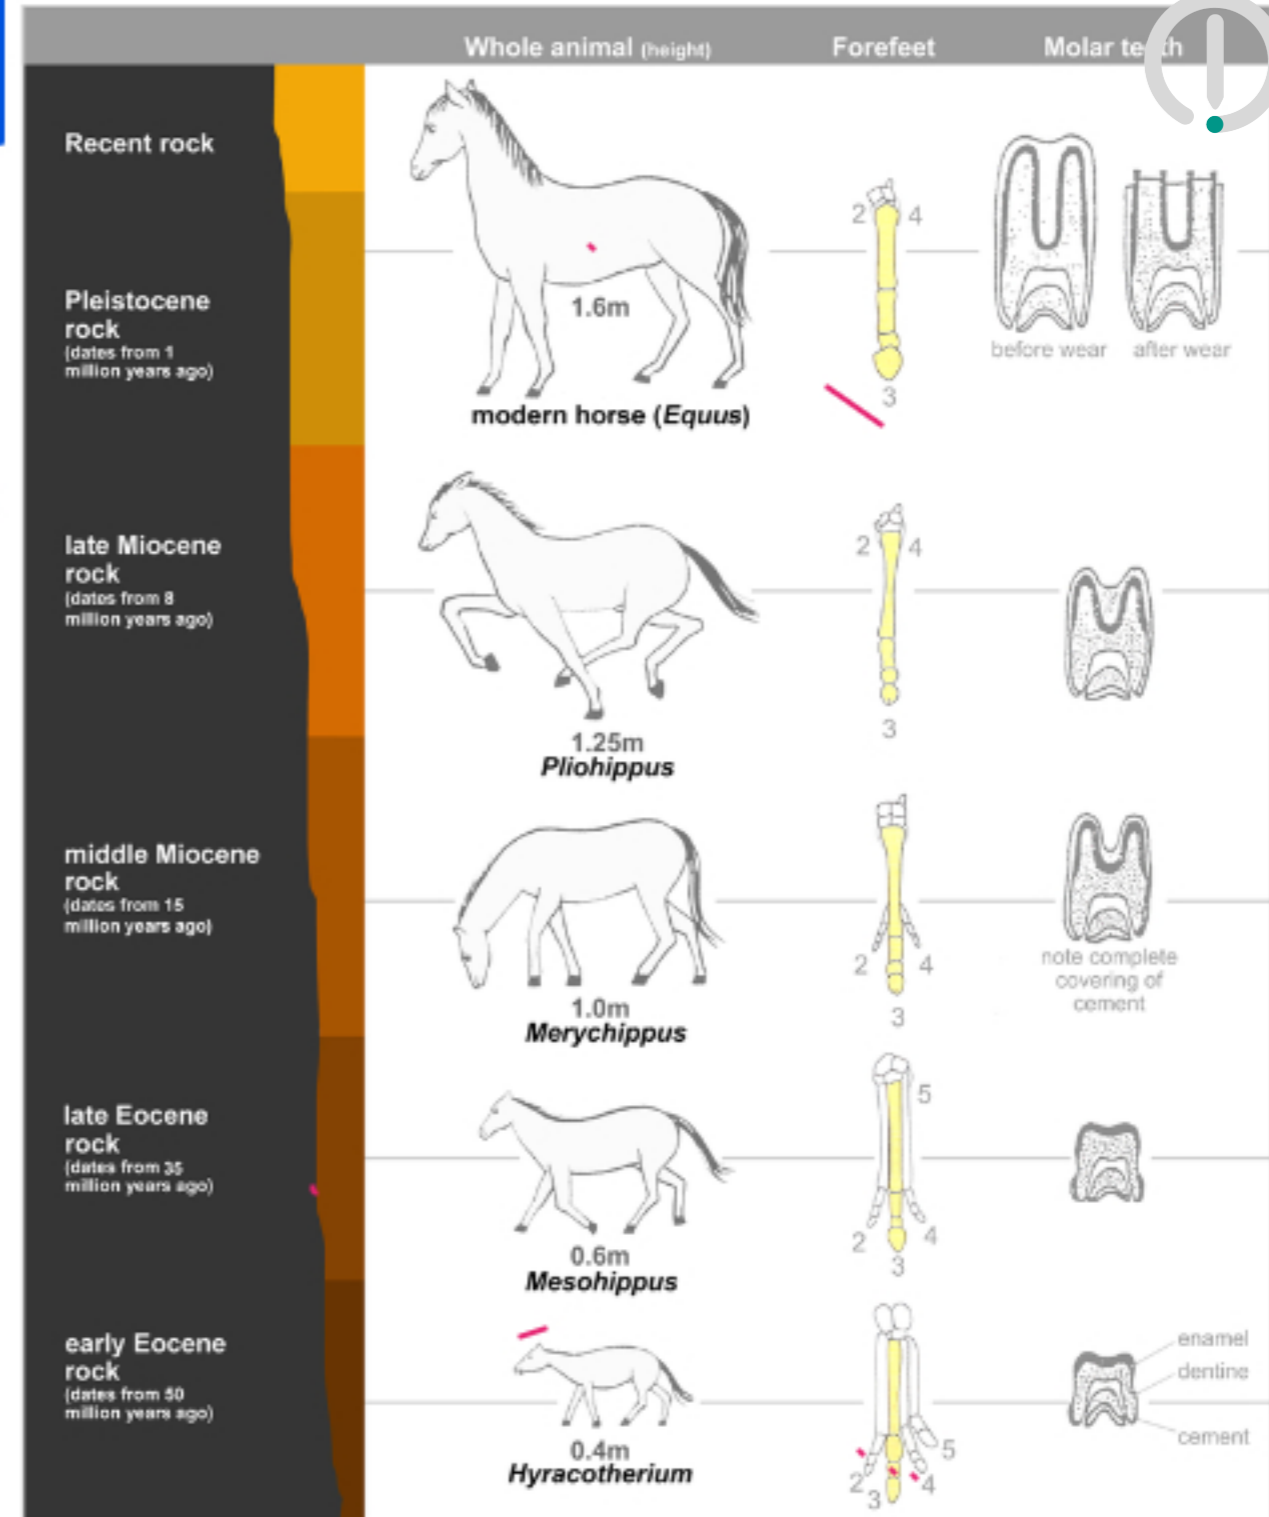 Whole animal (height) Forefeet Molar teeth
Recent rock
2 4
Pleistocene
rock
(dates from 1
million years ago)
1.6m
before wear after wear
3
modern horse (Equus)
late Miocene
rock
(dates from 8
million years ago)
2 4
3
1.25m
Pliohippus
middle Miocene
rock
(dates from 15
million years ago)
2 4
3
note complete
covering of
cement
1.0m
Merychippus
late Eocene
rock
(dates from 35
million years ago)
5
2 4
3
0.6m
Mesohippus
early Eocene
rock
(dates from 50
million years ago)
enamel
dentine
cement
5
2 4
3
0.4m
Hyracotherium